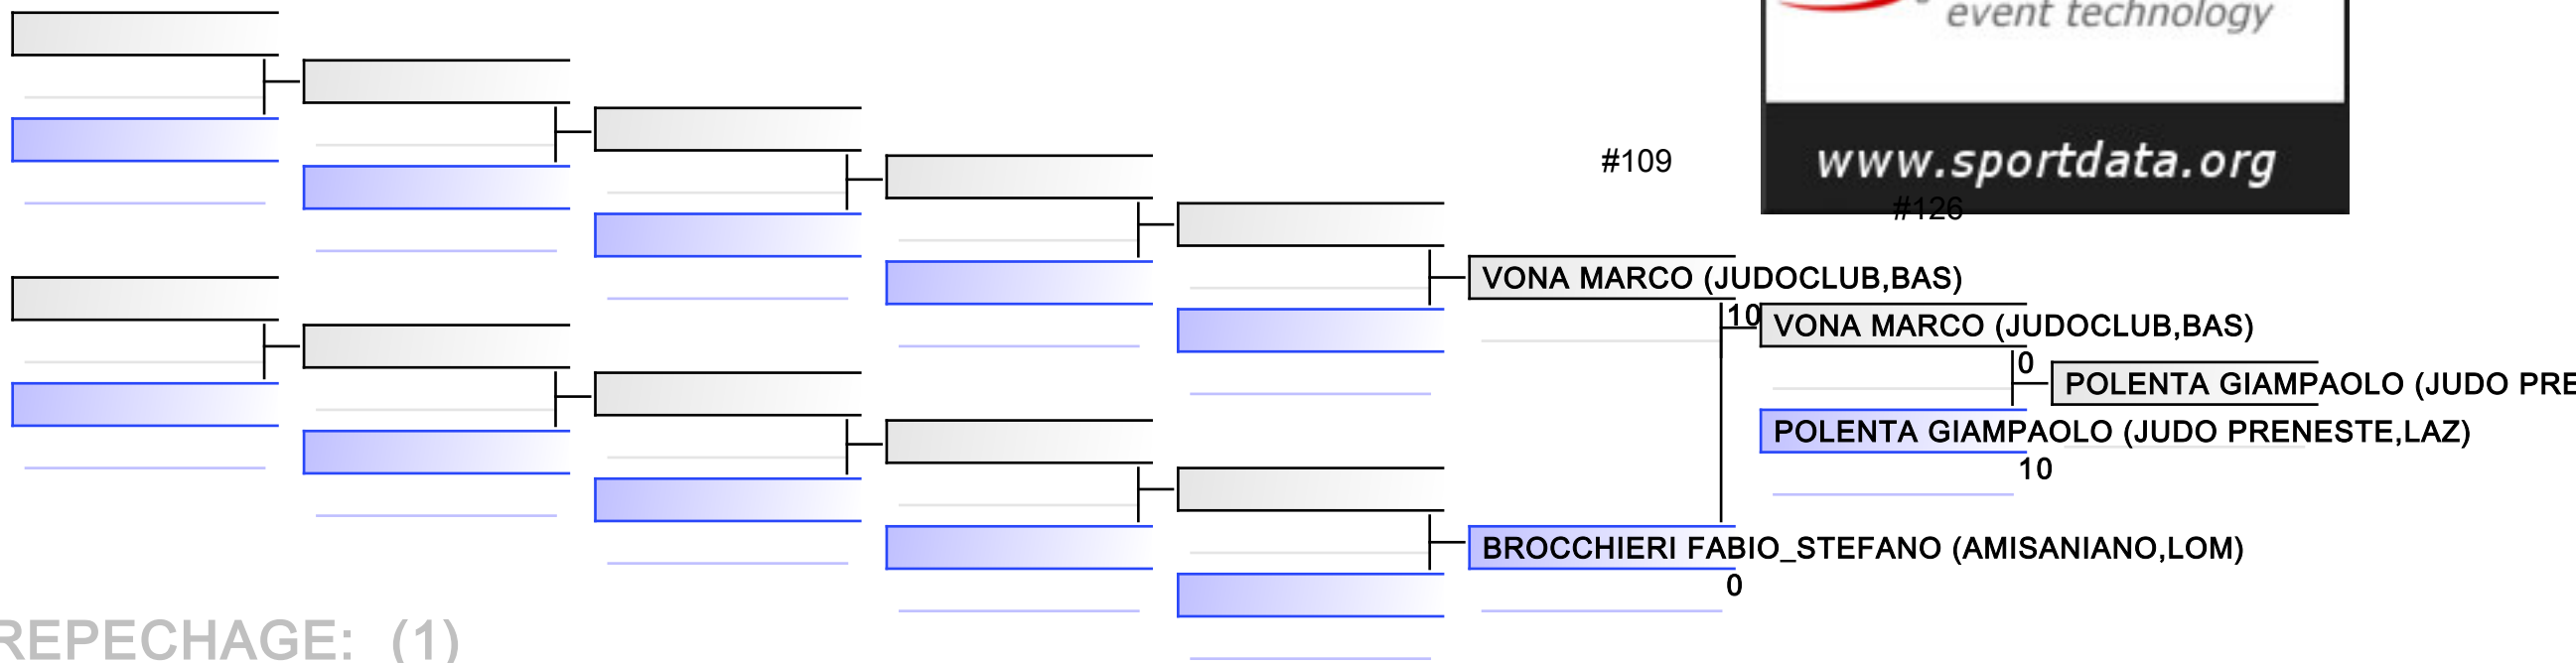 event technology
www.sportdata.org
#109
#126
VONA MARCO (JUDOCLUB,BAS)
10
VONA MARCO (JUDOCLUB,BAS)
0
POLENTA GIAMPAOLO (JUDO PRE
POLENTA GIAMPAOLO (JUDO PRENESTE,LAZ)
10
BROCCHIERI FABIO_STEFANO (AMISANIANO,LOM)
0
REPECHAGE: (1)